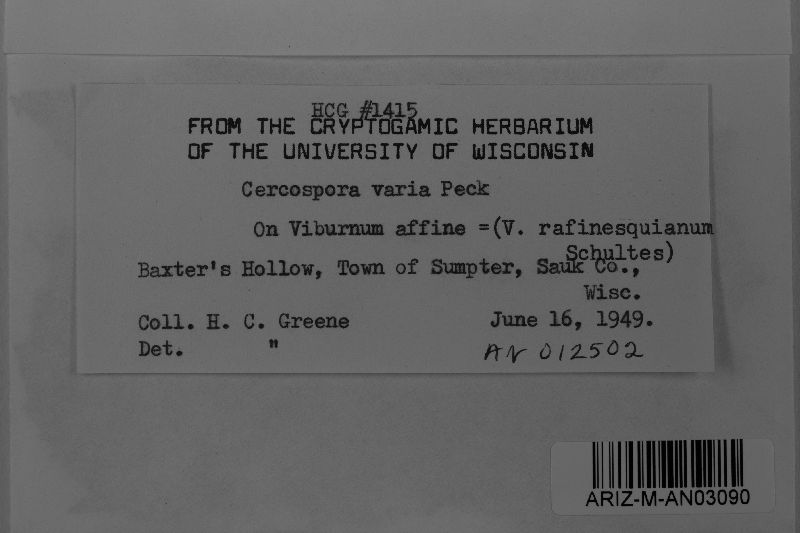 HCG #1415
FROM THE CRYPTOGAMIC HERBARIUM
OF THE UNIVERSITY OF WISCONSIN
Cercospora varia Peck
On Viburnum affine =(V. rafinesquianum
Schultes)
Baxter's Hollow, Town of Sumpter, Sauk Co.,
Wisc.
Coll. H. C. Greene June 16, 1949.
Det. " AN 012502
ARIZ-M-AN03090